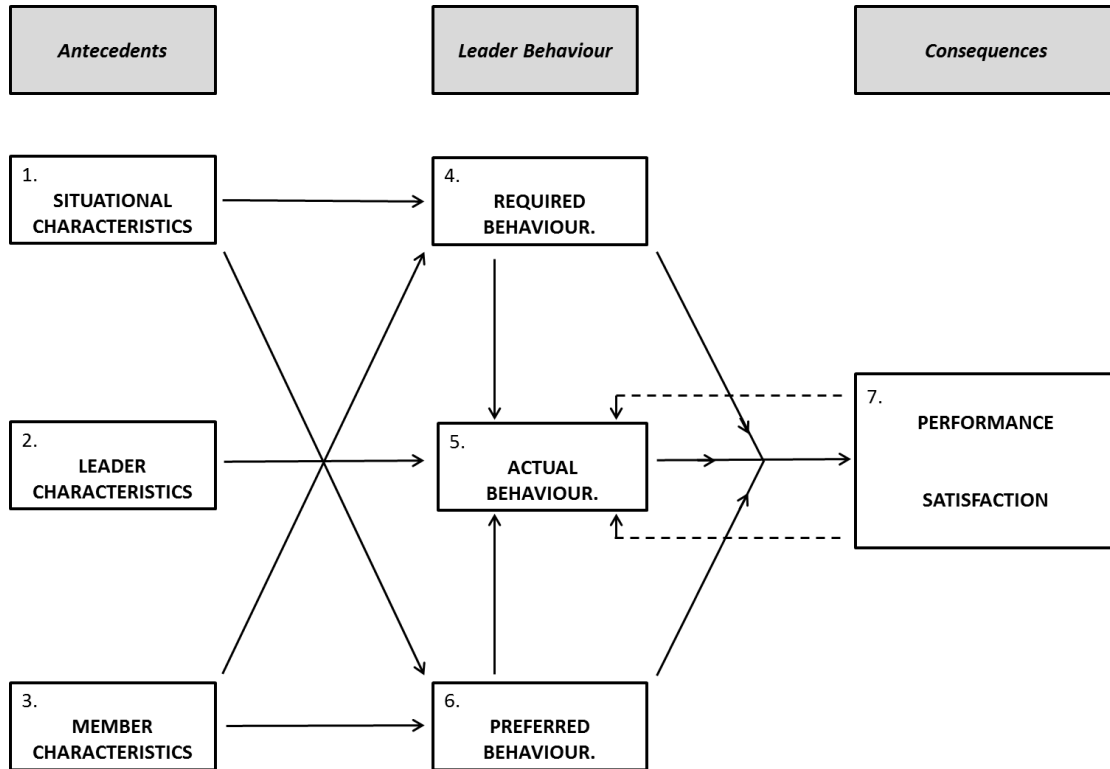 Antecedents
Leader Behaviour
Consequences
1.
SITUATIONAL
CHARACTERISTICS
4.
REQUIRED
BEHAVIOUR.
7.
PERFORMANCE
SATISFACTION
2.
LEADER
CHARACTERISTICS
5.
ACTUAL
BEHAVIOUR.
3.
MEMBER
CHARACTERISTICS
6.
PREFERRED
BEHAVIOUR.